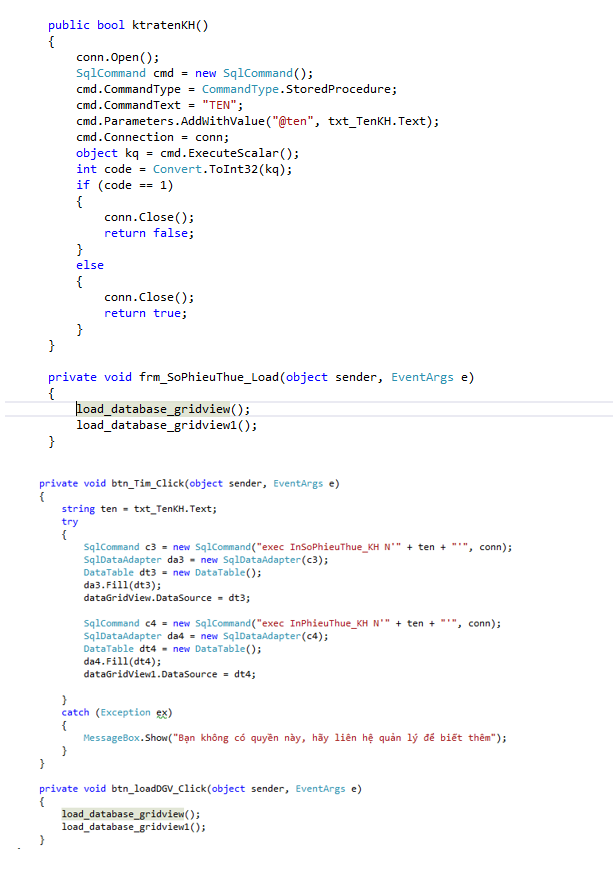 public bool ktratenKH()
{
conn.Open();
SqlCommand cmd = new SqlCommand();
cmd.CommandType = CommandType.StoredProcedure;
cmd.CommandText = "TEN";
cmd.Parameters.AddWithValue("@ten", txt_TenKH.Text);
cmd.Connection = conn;
object kq = cmd.ExecuteScalar();
int code = Convert.ToInt32(kq);
if (code == 1)
{
conn.Close();
return false;
}
else
{
conn.Close();
return true;
}
}
private void frm_SoPhieuThue_Load(object sender, EventArgs e)
{
load_database_gridview();
load_database_gridview1();
}
private void btn_Tim_Click(object sender, EventArgs e)
{
string ten = txt_TenKH.Text;
try
{
SqlCommand c3 = new SqlCommand("exec InSoPhieuThue_KH N'" + ten + "'", conn);
SqlDataAdapter da3 = new SqlDataAdapter(c3);
DataTable dt3 = new DataTable();
da3.Fill(dt3);
dataGridView.DataSource = dt3;
SqlCommand c4 = new SqlCommand("exec InPhieuThue_KH N'" + ten + "'", conn);
SqlDataAdapter da4 = new SqlDataAdapter(c4);
DataTable dt4 = new DataTable();
da4.Fill(dt4);
dataGridView1.DataSource = dt4;
}
catch (Exception ex)
{
MessageBox.Show("Bạn không có quyền này, hãy liên hệ quản lý để biết thêm");
}
}
private void btn_loadDGV_Click(object sender, EventArgs e)
{
load_database_gridview();
load_database_gridview1();
}